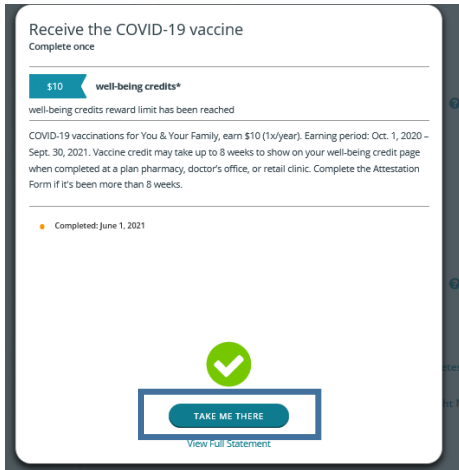 Receive the COVID-19 vaccine
Complete once
$10 well-being credits*
well-being credits reward limit has been reached
COVID-19 vaccinations for You & Your Family, earn $10 (1x/year). Earning period: Oct. 1, 2020 –
Sept. 30, 2021. Vaccine credit may take up to 8 weeks to show on your well-being credit page
when completed at a plan pharmacy, doctor's office, or retail clinic. Complete the Attestation
Form if it's been more than 8 weeks.
Completed: June 1, 2021
TAKE ME THERE
View Full Statement